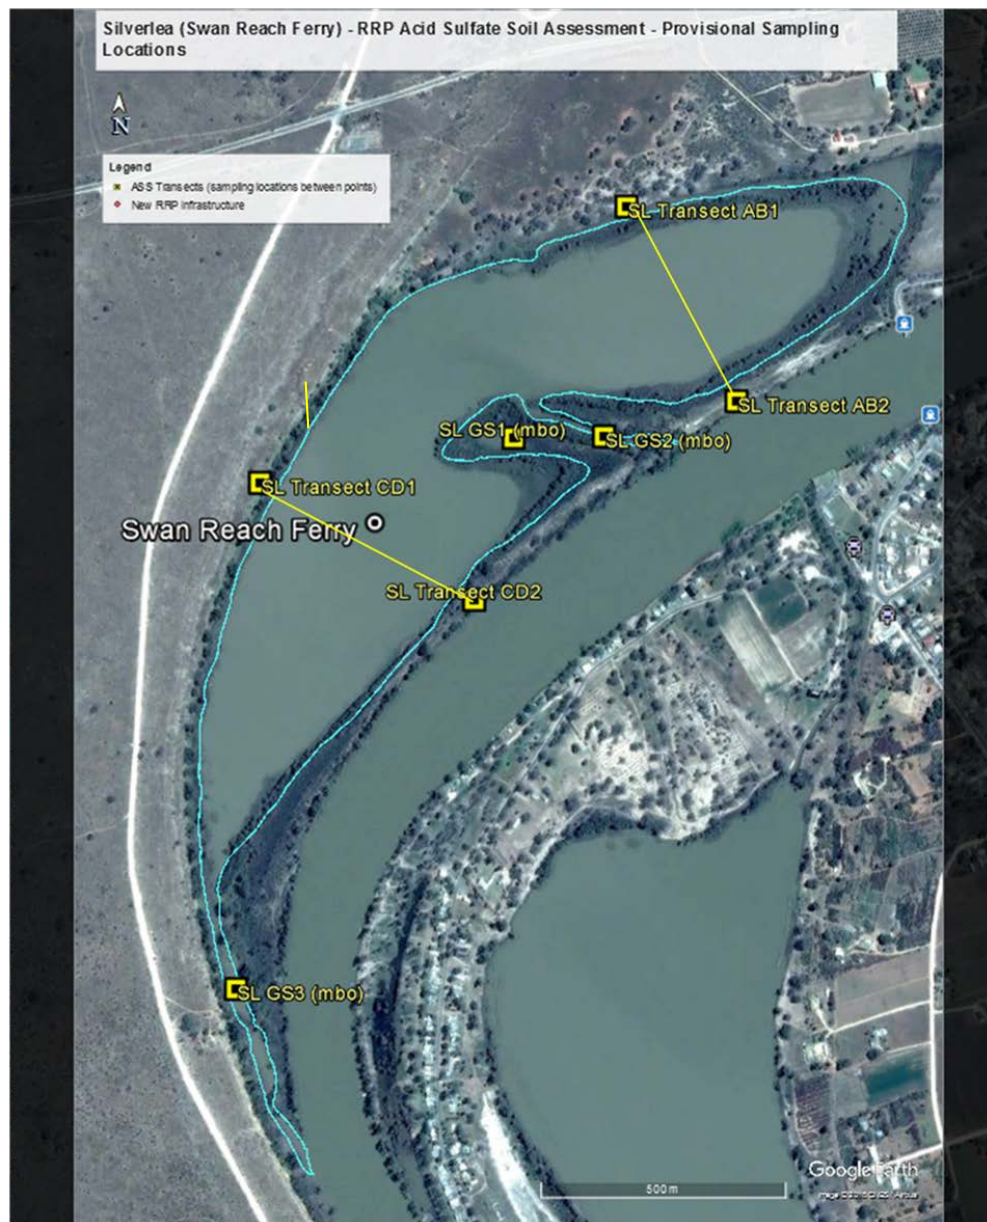 Silverlea (Swan Reach Ferry) - RRP Acid Sulfate Soil Assessment - Provisional Sampling
Locations
N
Legend
ASS Transects (sampling locations between points)
New RRP infrastructure
SL Transect AB1
SL Transect AB2
SL GS1 (mbo)
SL GS2 (mbo)
SL Transect CD1
Swan Reach Ferry
SL Transect CD2
SL GS3 (mbo)
Google Earth
500 m